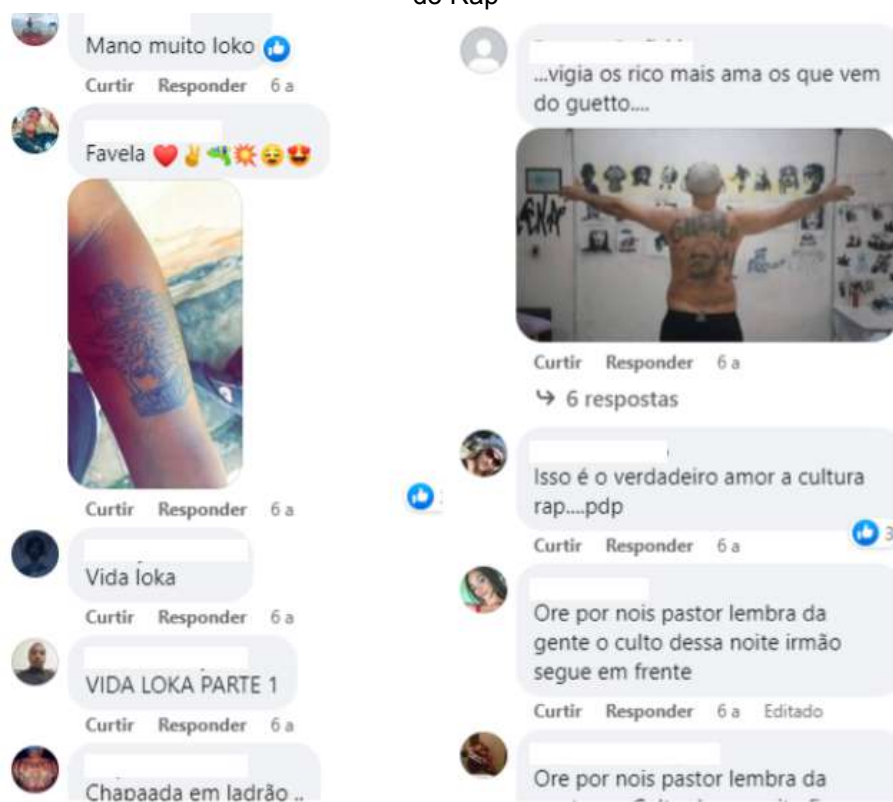 do Rap
Mano muito loko
Curtir Responder 6 a
Favela
Curtir Responder 6 a
Vida loka
Curtir Responder 6 a
VIDA LOKA PARTE 1
Curtir Responder 6 a
Chapaada em ladrão ..
...vigia os rico mais ama os que vem
do guetto....
Curtir Responder 6 a
6 respostas
Isso é o verdadeiro amor a cultura
rap....pdp
3
Curtir Responder 6 a
Ore por nois pastor lembra da
gente o culto dessa noite irmão
segue em frente
Curtir Responder 6 a Editado
Ore por nois pastor lembra da